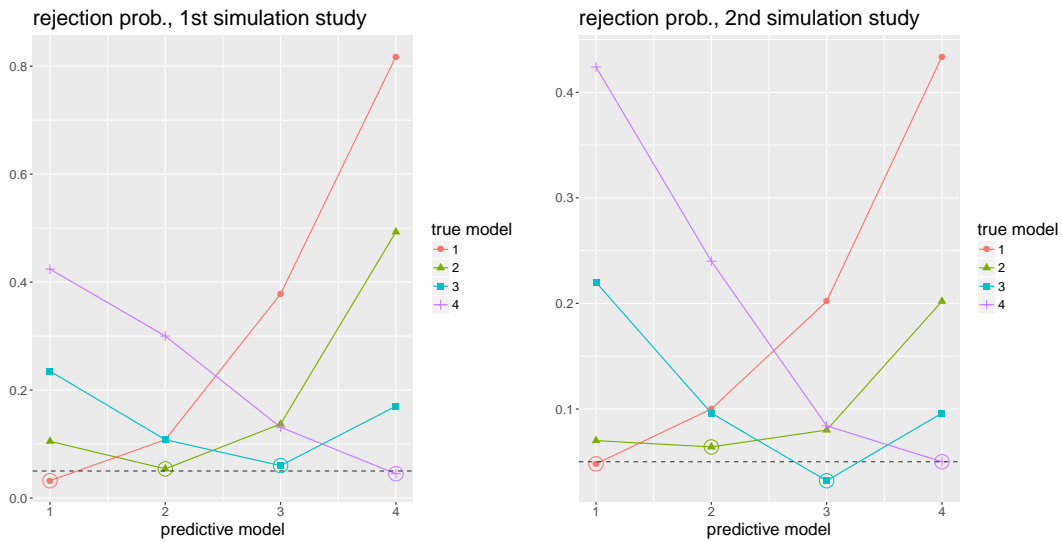 rejection prob., 1st simulation study
0.8
0.6
0.4
0.2
0.0
1 2 3 4
predictive model
true model
1
2
3
4
rejection prob., 2nd simulation study
0.4
0.3
0.2
0.1
1 2 3 4
predictive model
true model
1
2
3
4